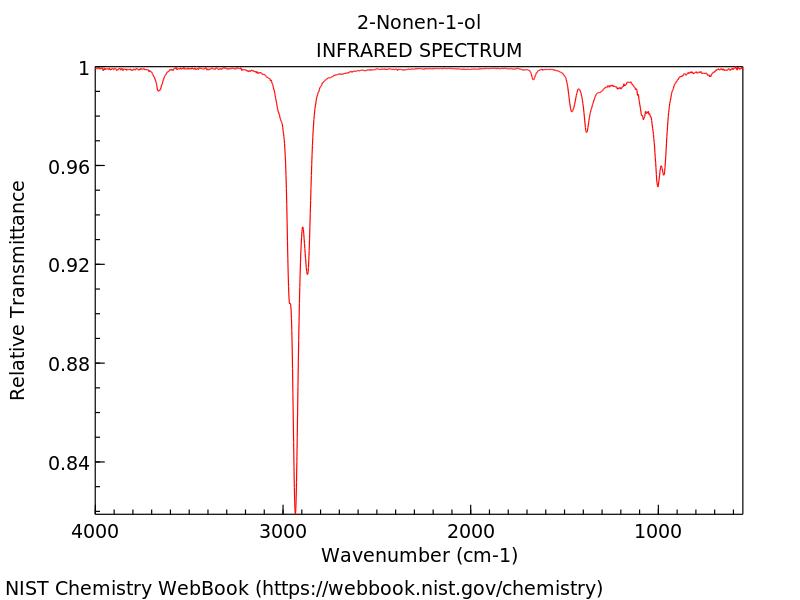 2-Nonen-1-ol
INFRARED SPECTRUM
1
0.96
0.92
0.88
0.84
Relative Transmittance
4000 3000 2000 1000
Wavenumber (cm-1)
NIST Chemistry WebBook (https://webbook.nist.gov/chemistry)